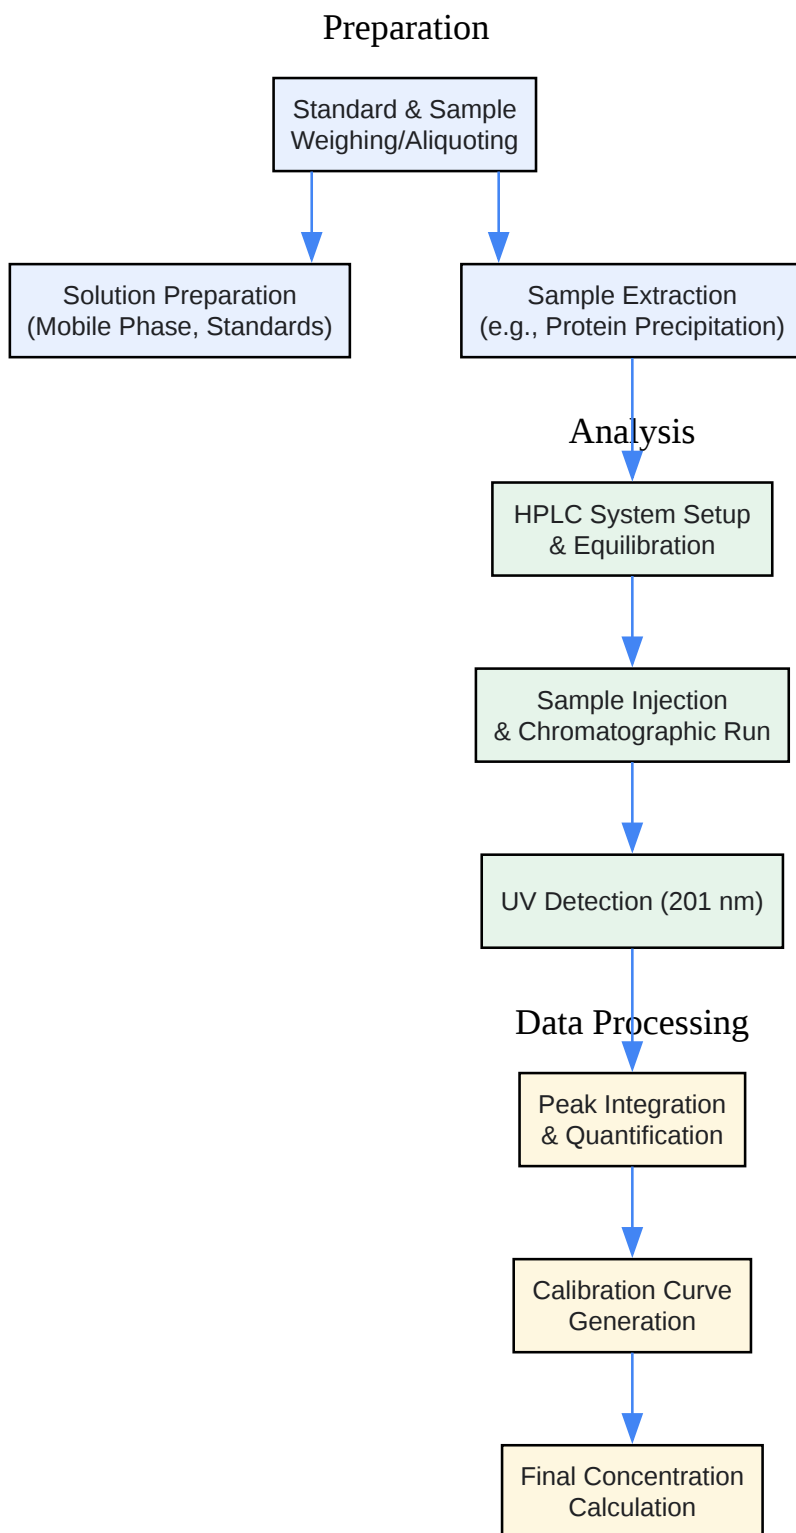 Preparation
Standard & Sample
Weighing/Aliquoting
Solution Preparation
(Mobile Phase, Standards)
Sample Extraction
(e.g., Protein Precipitation)
Analysis
HPLC System Setup
& Equilibration
Sample Injection
& Chromatographic Run
UV Detection (201 nm)
Data Processing
Peak Integration
& Quantification
Calibration Curve
Generation
Final Concentration
Calculation